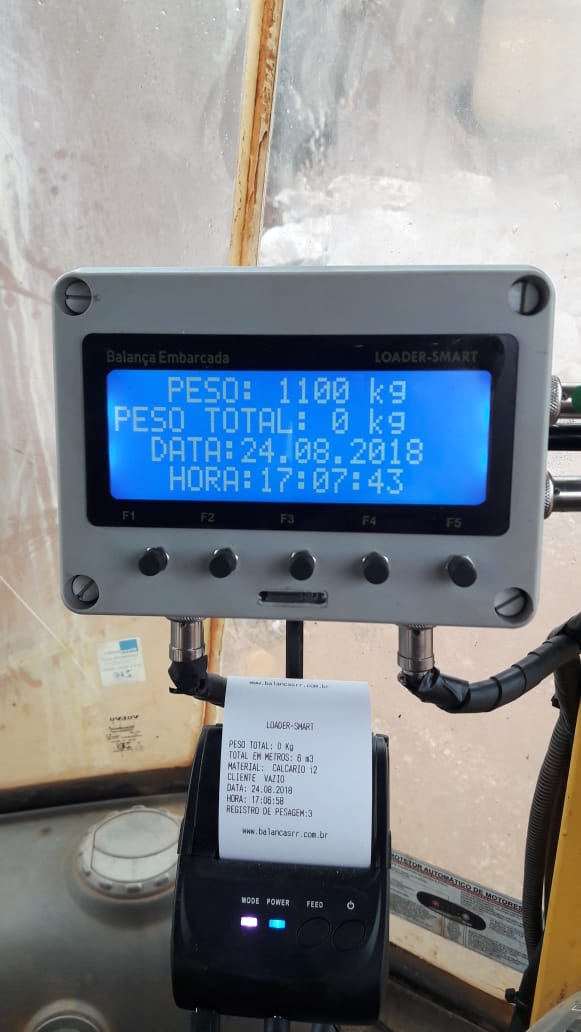 Balança Embarcada LOADER-SMART
PESO: 1100 kg
PESO TOTAL: 0 kg
DATA:24.08.2018
HORA:17:07:43
F1 F2 F3 F4 F5
www.balancasrr.com.br
LOADER-SMART
PESO TOTAL: 0 Kg
TOTAL EM METROS: 6 m3
MATERIAL: CALCARIO 12
CLIENTE VAZIO
DATA: 24.08.2018
HORA: 17:06:58
REGISTRO DE PESAGEM:3
www.balancasrr.com.br
MODE POWER FEED
AUTOMÁTICO DE MOTORES